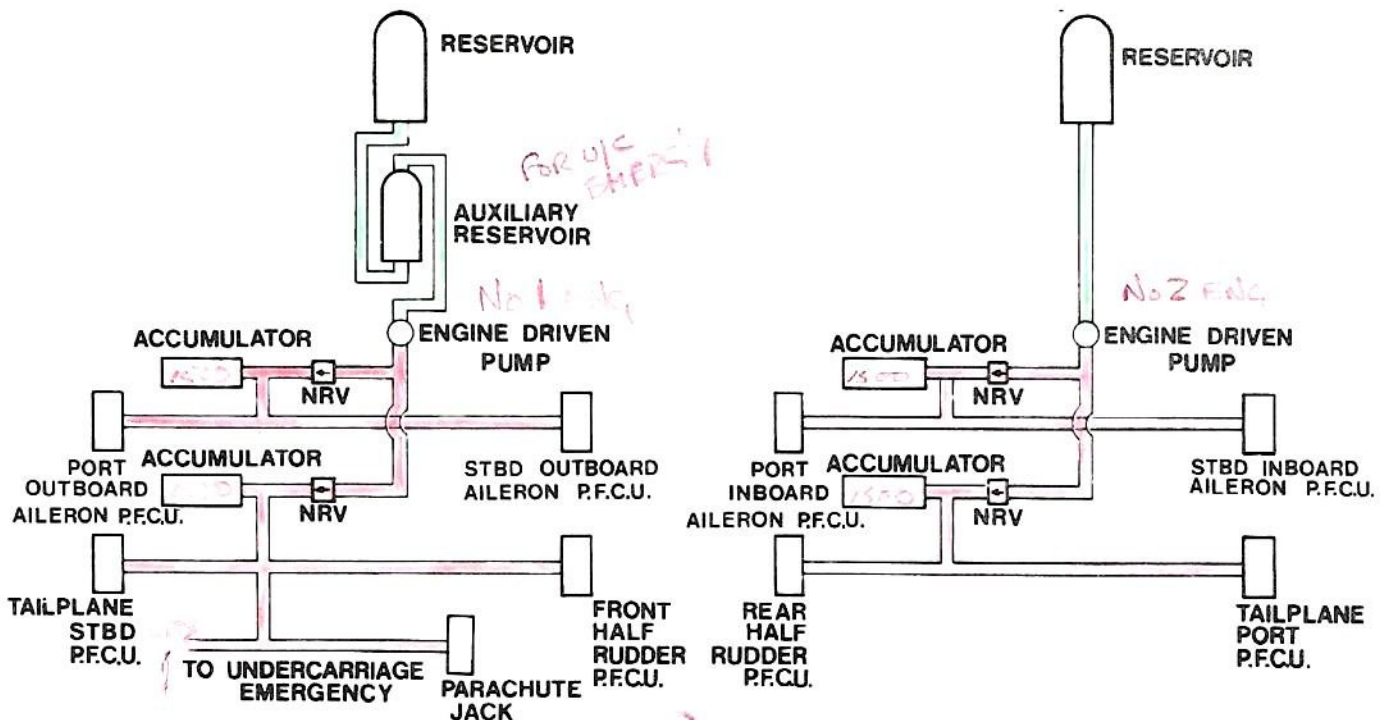 RESERVOIR
AUXILIARY
RESERVOIR
FOR U/C
No 1 ENG
ENGINE DRIVEN
PUMP
ACCUMULATOR
NRV
PORT
OUTBOARD
AILERON P.F.C.U.
STBD OUTBOARD
AILERON P.F.C.U.
ACCUMULATOR
NRV
TAILPLANE
STBD
P.F.C.U.
FRONT
HALF
RUDDER
P.F.C.U.
TO UNDERCARRIAGE
EMERGENCY
PARACHUTE
JACK
RESERVOIR
No 2 ENG
ENGINE DRIVEN
PUMP
ACCUMULATOR
1500
NRV
PORT
INBOARD
AILERON P.F.C.U.
STBD INBOARD
AILERON P.F.C.U.
ACCUMULATOR
1500
NRV
REAR
HALF
RUDDER
P.F.C.U.
TAILPLANE
PORT
P.F.C.U.